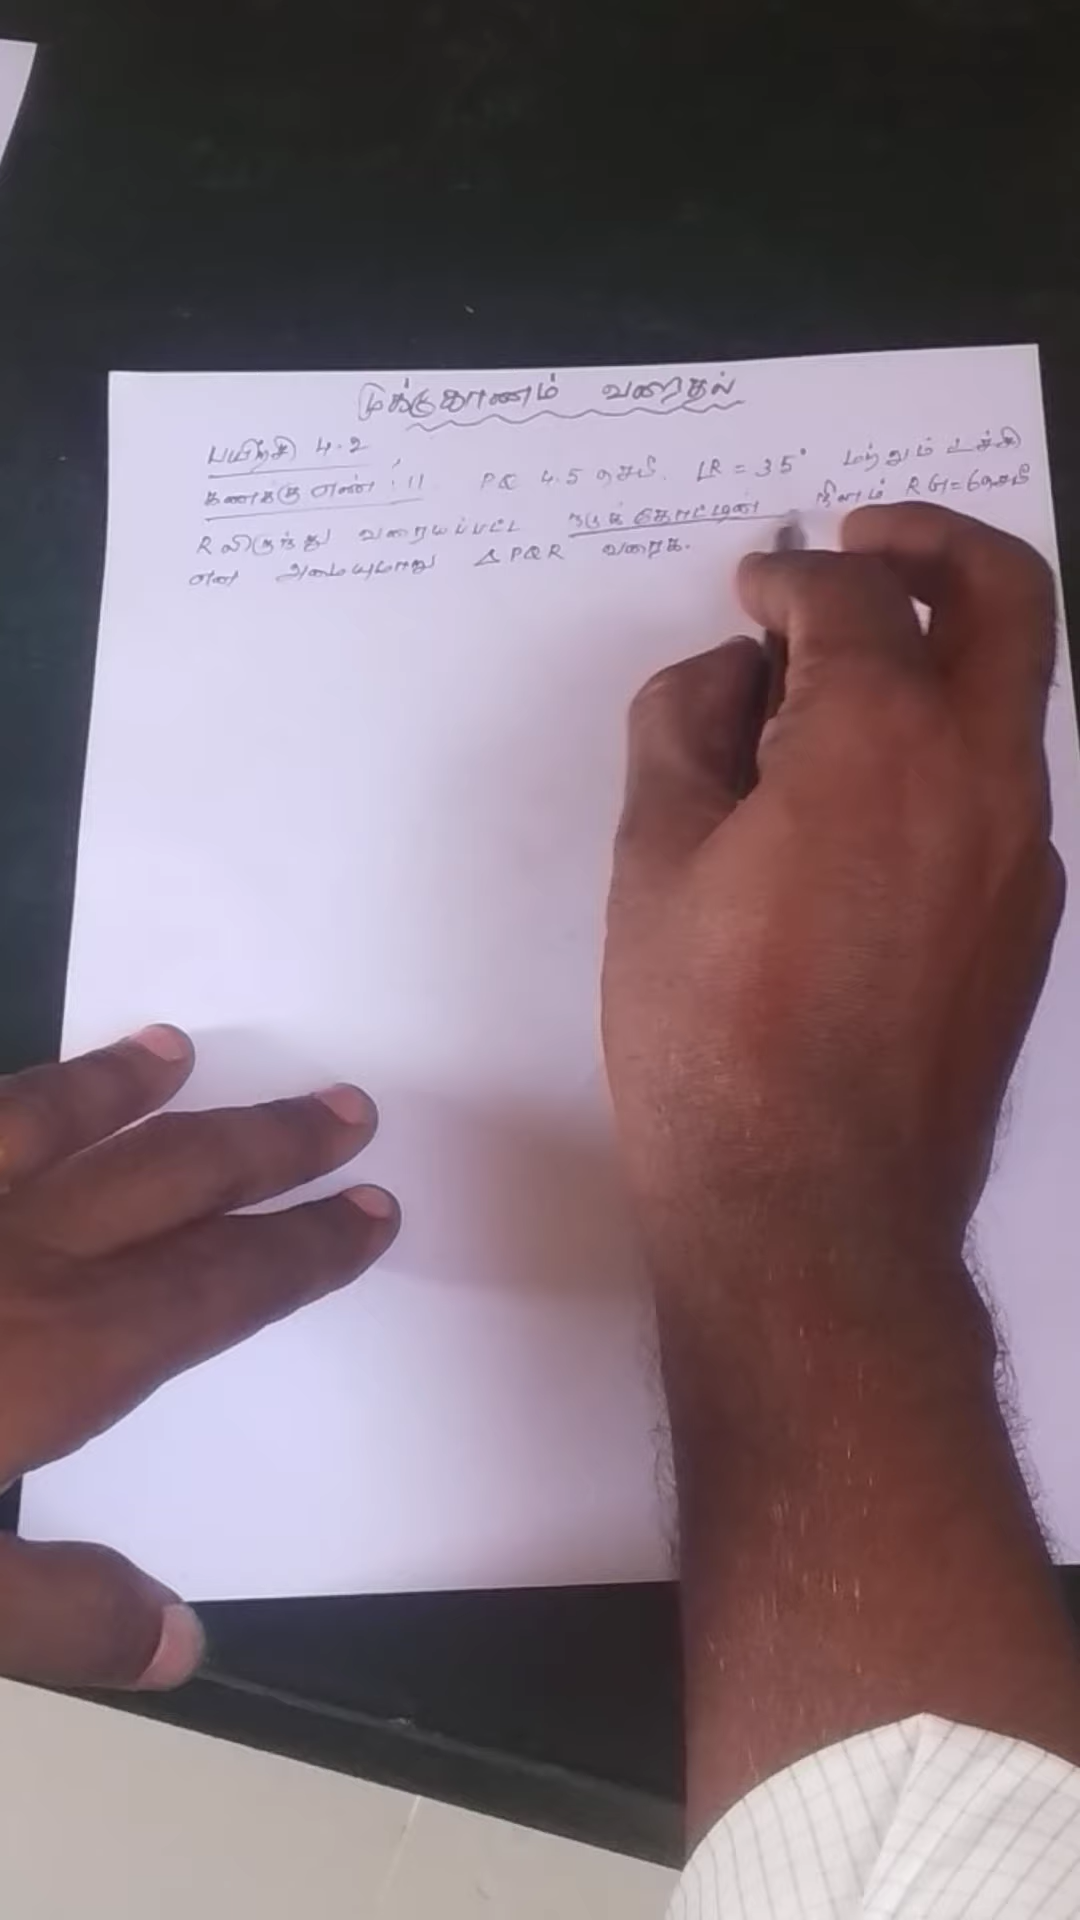 முக்கோணம் வரைதல்
பயிற்சி 4.2
கணக்கு எண் : 11 PQ 4.5 செமீ. ∟R = 35° மற்றும் உச்சி
R லிருந்து வரையப்பட்ட நடுக்கோட்டின் நீளம் RG=6செமீ
என அமையுமாறு △PQR வரைக.